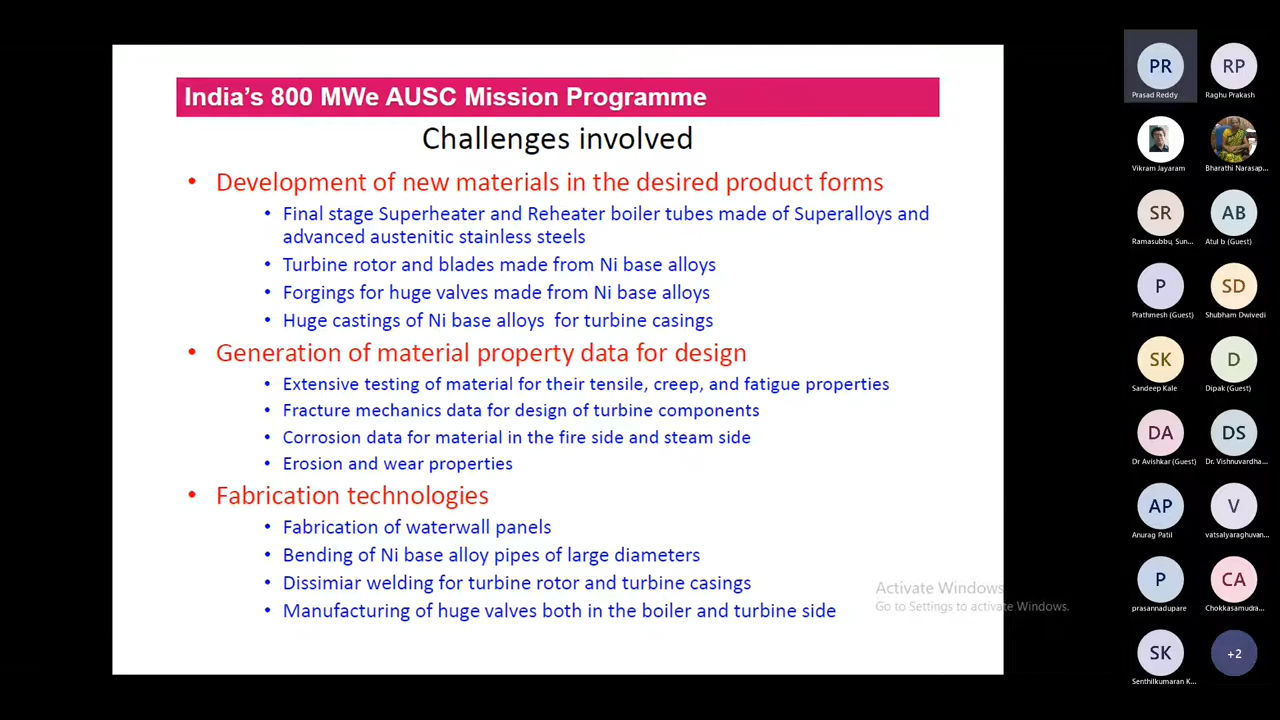 India's 800 MWe AUSC Mission Programme
Challenges involved
• Development of new materials in the desired product forms
• Final stage Superheater and Reheater boiler tubes made of Superalloys and
advanced austenitic stainless steels
• Turbine rotor and blades made from Ni base alloys
• Forgings for huge valves made from Ni base alloys
• Huge castings of Ni base alloys for turbine casings
• Generation of material property data for design
• Extensive testing of material for their tensile, creep, and fatigue properties
• Fracture mechanics data for design of turbine components
• Corrosion data for material in the fire side and steam side
• Erosion and wear properties
• Fabrication technologies
• Fabrication of waterwall panels
• Bending of Ni base alloy pipes of large diameters
• Dissimiar welding for turbine rotor and turbine casings
• Manufacturing of huge valves both in the boiler and turbine side
Activate Windows
Go to Settings to activate Windows.
PR
Prasad Reddy
RP
Raghu Prakash
Vikram Jayaram
Bharathi Narasap...
SR
Ramasubbu, Sun...
AB
Atul b (Guest)
P
Prathmesh (Guest)
SD
Shubham Dwivedi
SK
Sandeep Kale
D
Dipak (Guest)
DA
Dr Avishkar (Guest)
DS
Dr. Vishnuvardha...
AP
Anurag Patil
V
vatsalyaraghuvan...
P
prasannadupare
CA
Chokkasamudra...
SK
Senthilkumaran K...
+2